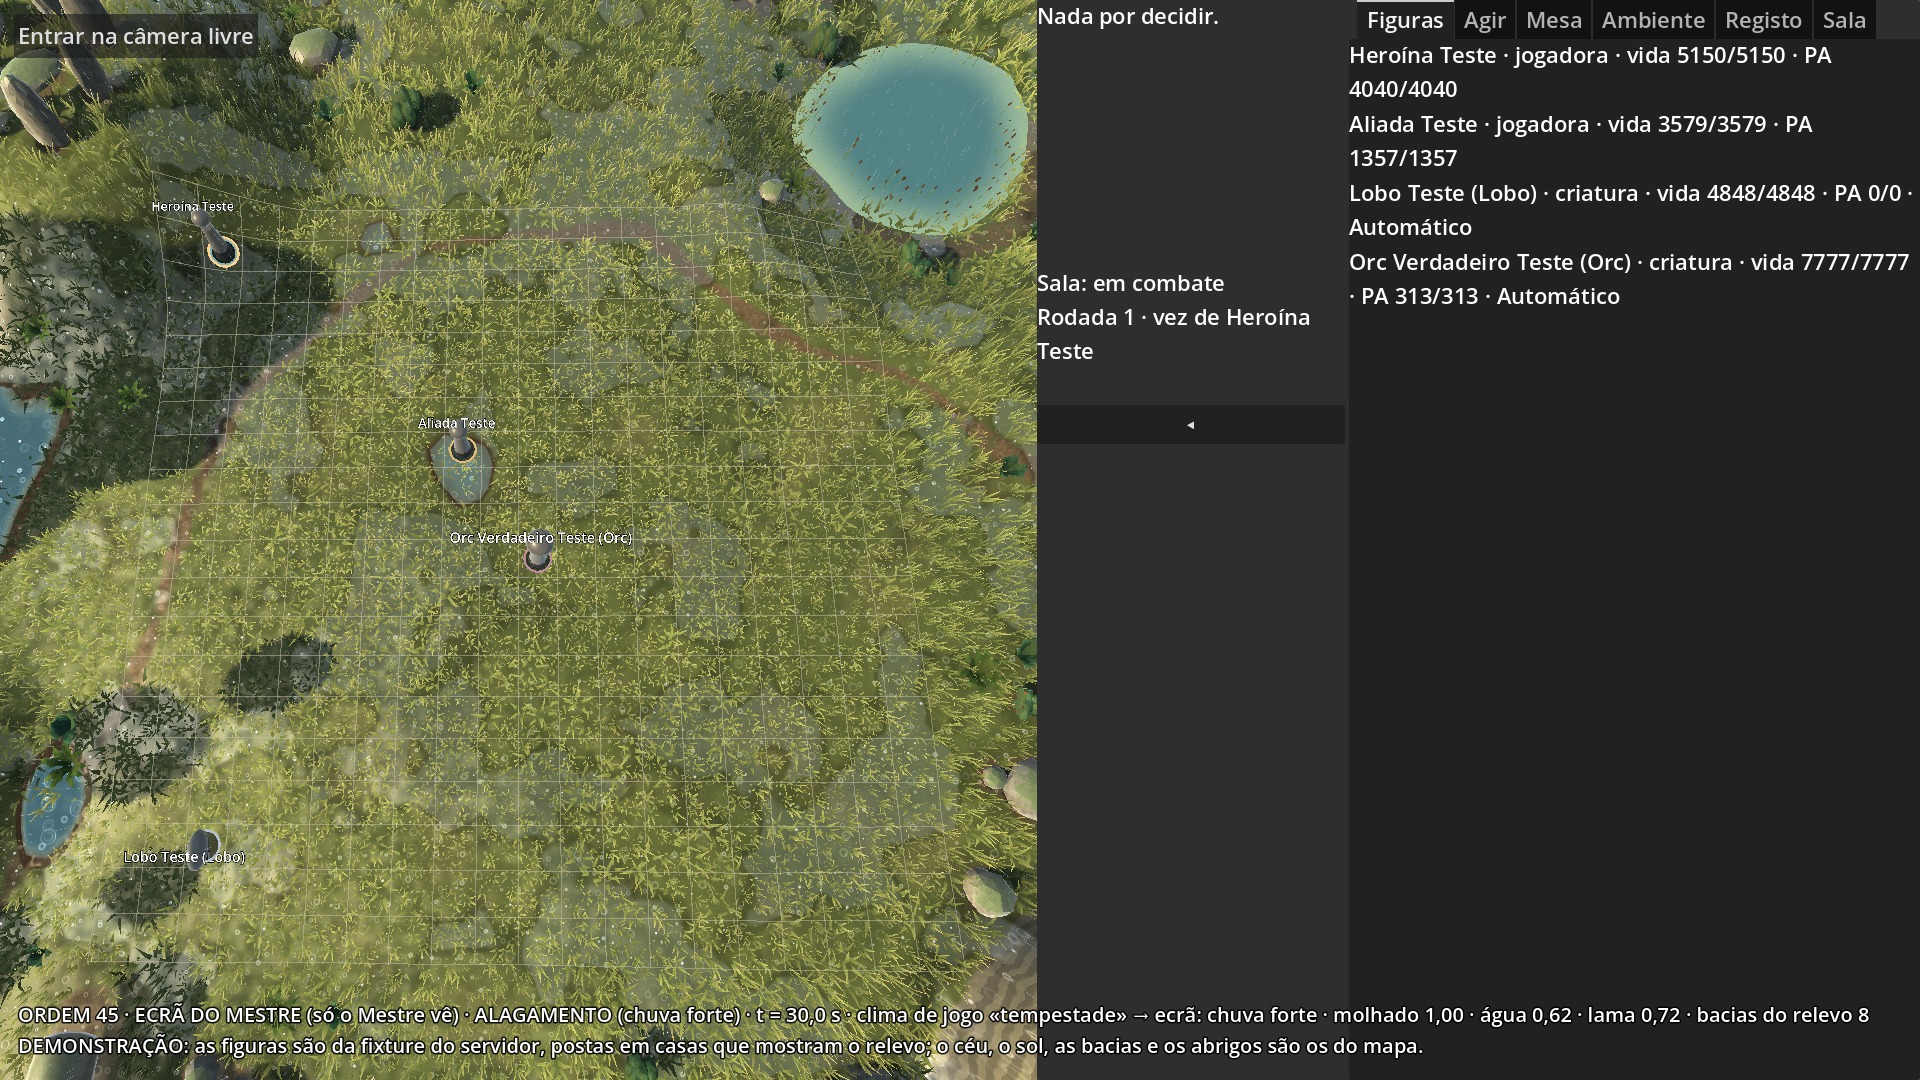 Entrar na câmera livre
Heroína Teste
Aliada Teste
Orc Verdadeiro Teste (Orc)
Lobo Teste (Lobo)
Nada por decidir.
Sala: em combate
Rodada 1 · vez de Heroína
Teste
Figuras Agir Mesa Ambiente Registo Sala
Heroína Teste · jogadora · vida 5150/5150 · PA
4040/4040
Aliada Teste · jogadora · vida 3579/3579 · PA
1357/1357
Lobo Teste (Lobo) · criatura · vida 4848/4848 · PA 0/0 ·
Automático
Orc Verdadeiro Teste (Orc) · criatura · vida 7777/7777
· PA 313/313 · Automático
ORDEM 45 · ECRÃ DO MESTRE (só o Mestre vê) · ALAGAMENTO (chuva forte) · t = 30,0 s · clima de jogo «tempestade» → ecrã: chuva forte · molhado 1,00 · água 0,62 · lama 0,72 · bacias do relevo 8
DEMONSTRAÇÃO: as figuras são da fixture do servidor, postas em casas que mostram o relevo; o céu, o sol, as bacias e os abrigos são os do mapa.